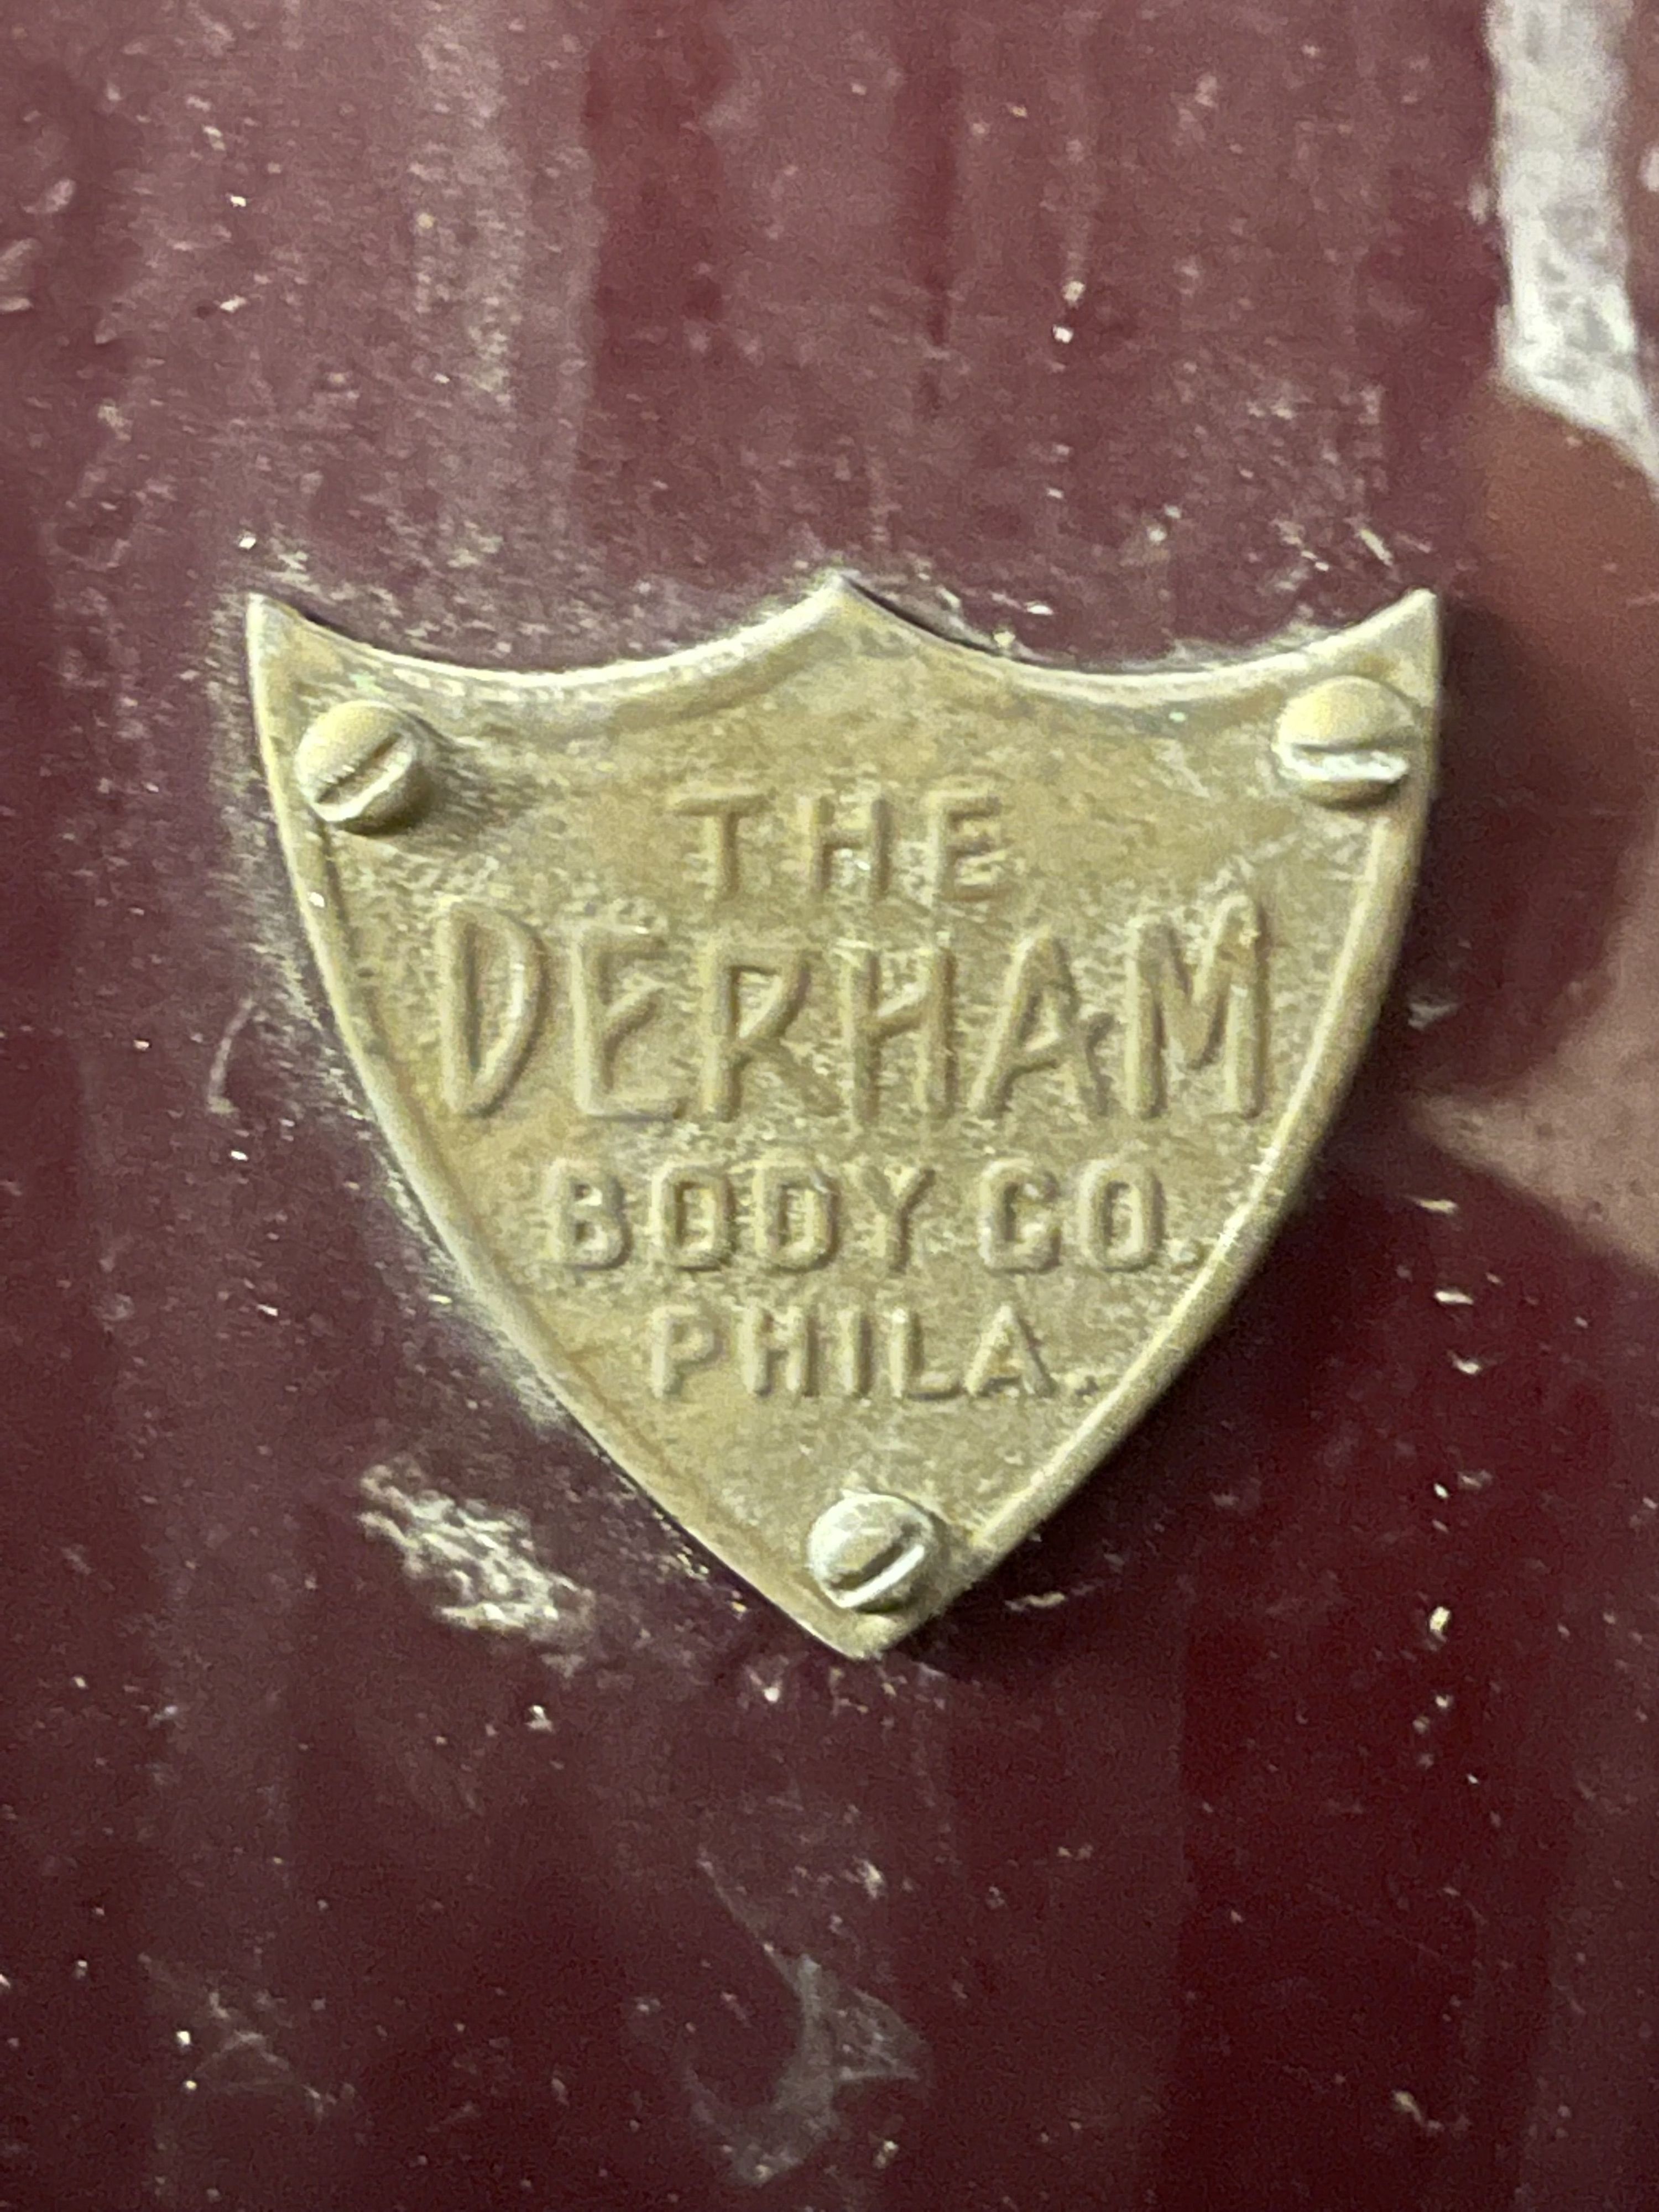 THE
DERHAM
BODY CO.
PHILA.